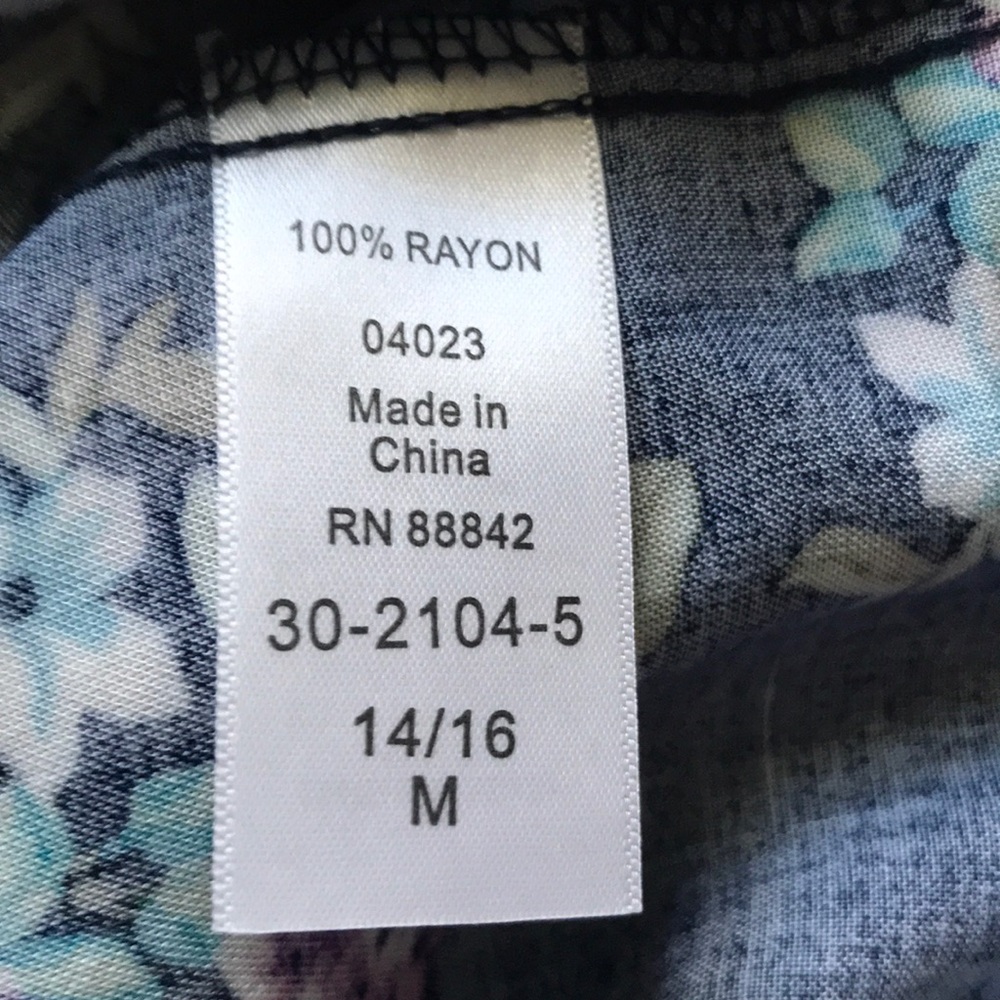 100% RAYON
04023
Made in
China
RN 88842
30-2104-5
14/16
M